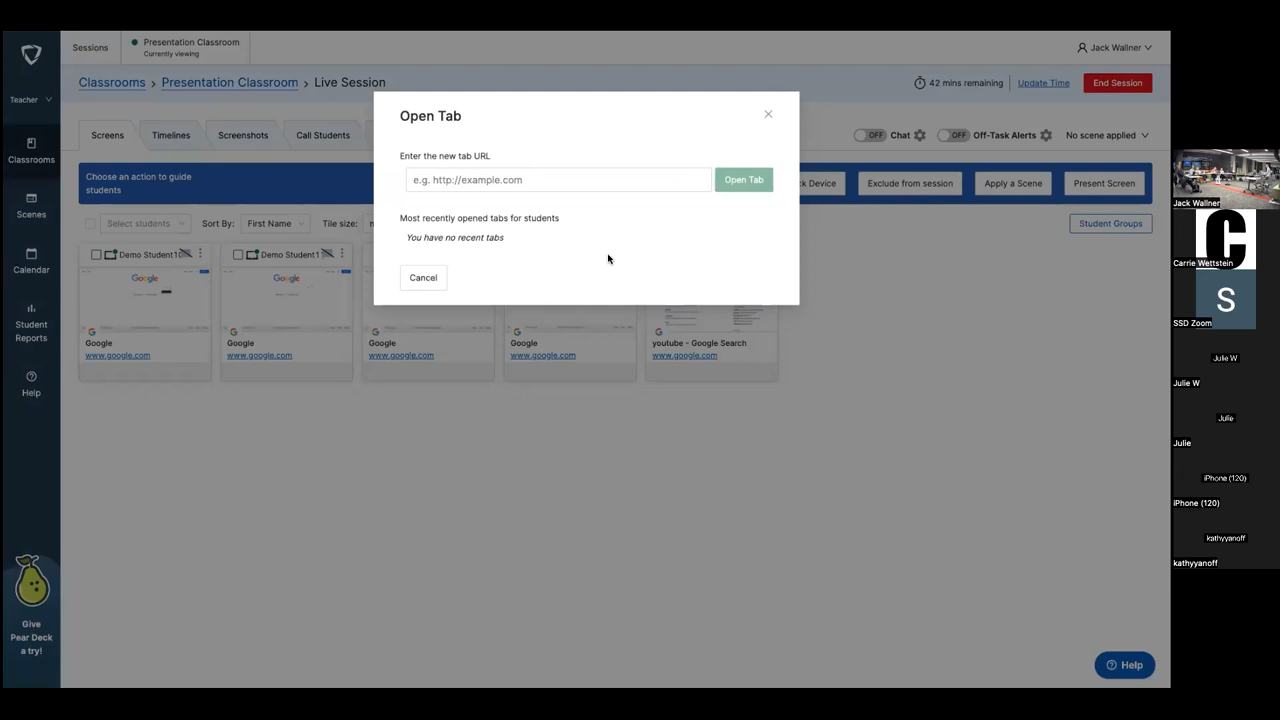 Sessions
Presentation Classroom
Currently viewing
Jack Wallner
Teacher
Classrooms > Presentation Classroom > Live Session
42 mins remaining
Update Time
End Session
Screens
Timelines
Screenshots
Call Students
OFF
Chat
OFF
Off-Task Alerts
No scene applied
Choose an action to guide
students
Device
Exclude from session
Apply a Scene
Present Screen
Select students
Sort By:
First Name
Tile size:
Student Groups
Open Tab
Enter the new tab URL
e.g. http://example.com
Open Tab
Most recently opened tabs for students
You have no recent tabs
Cancel
Demo Student10
Demo Student1
Google
Google
Google
www.google.com
Google
www.google.com
Google
www.google.com
Google
www.google.com
youtube - Google Search
www.google.com
Classrooms
Scenes
Calendar
Student
Reports
Help
Give
Pear Deck
a try!
Help
Jack Wallner
C
Carrie Wettstein
S
SSD Zoom
Julie W
Julie W
Julie
Julie
iPhone (120)
iPhone (120)
kathyyanoff
kathyyanoff